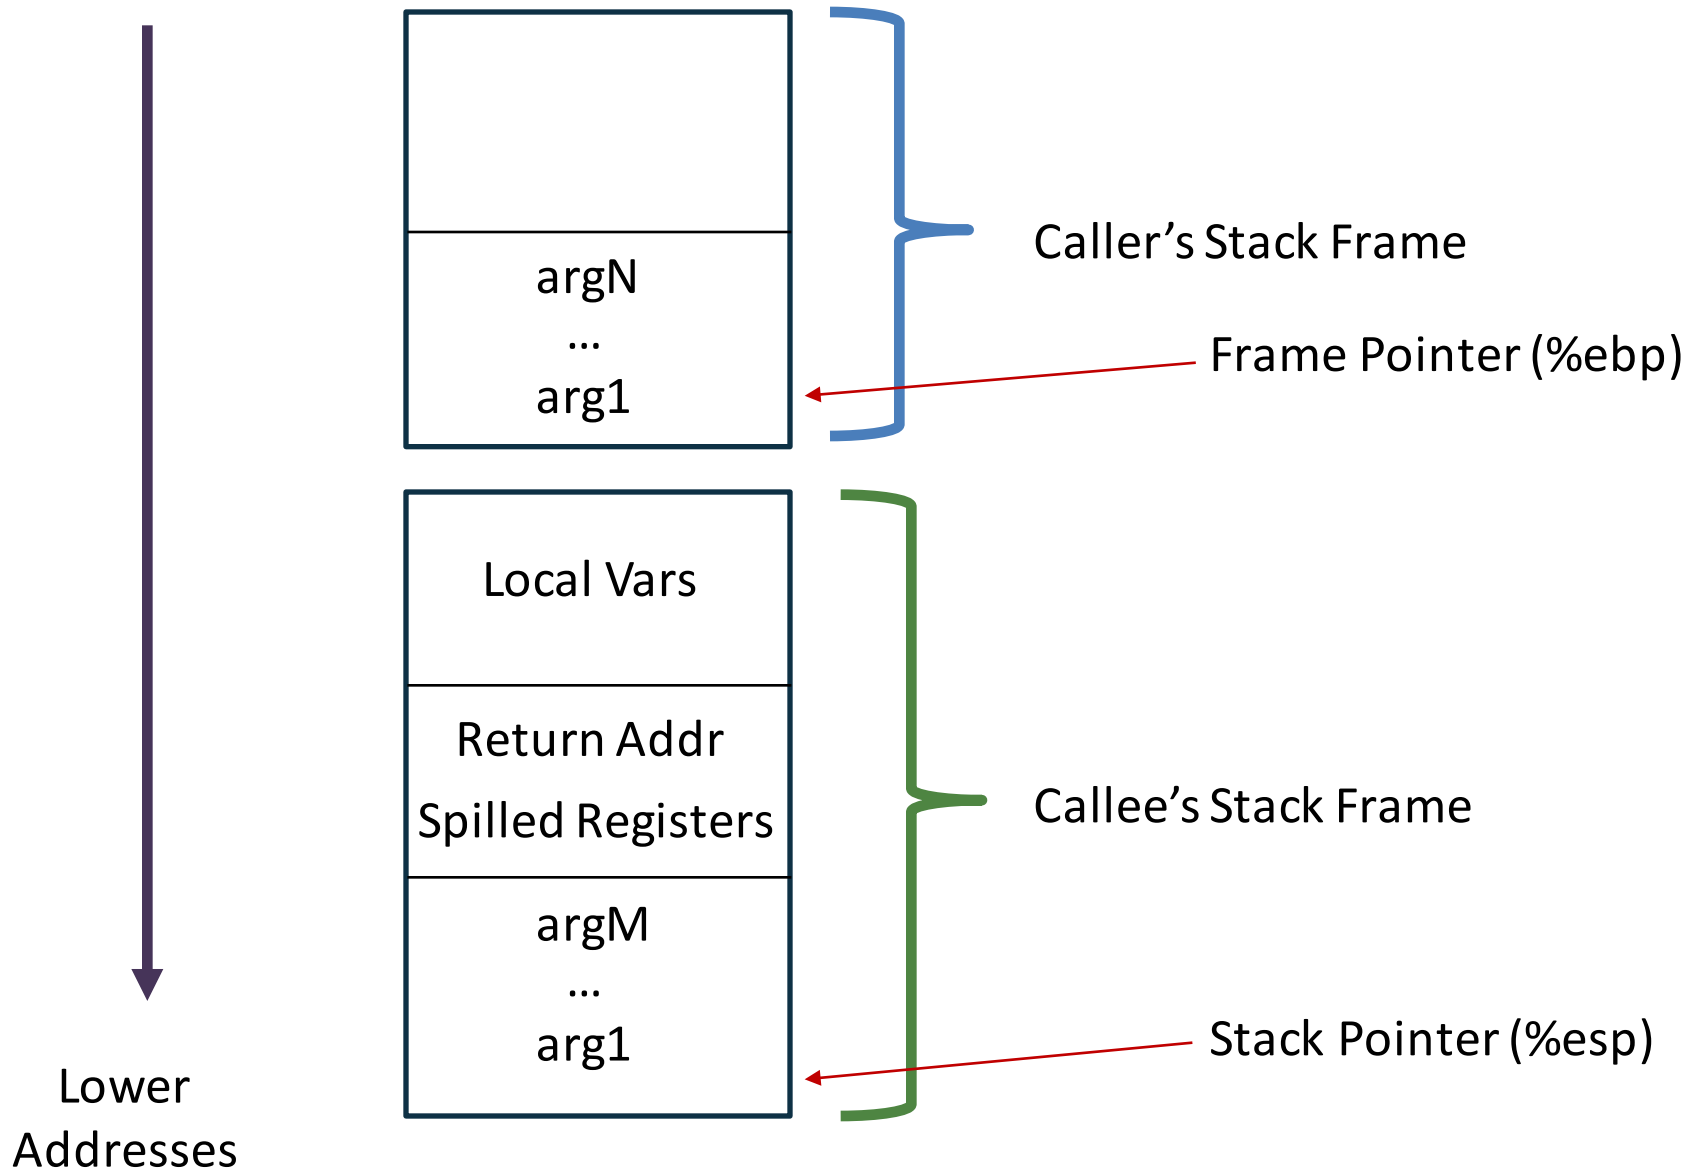 argN
...
arg1
Caller’s Stack Frame
Frame Pointer (%ebp)
Local Vars
Return Addr
Spilled Registers
argM
...
arg1
Callee’s Stack Frame
Stack Pointer (%esp)
Lower
Addresses